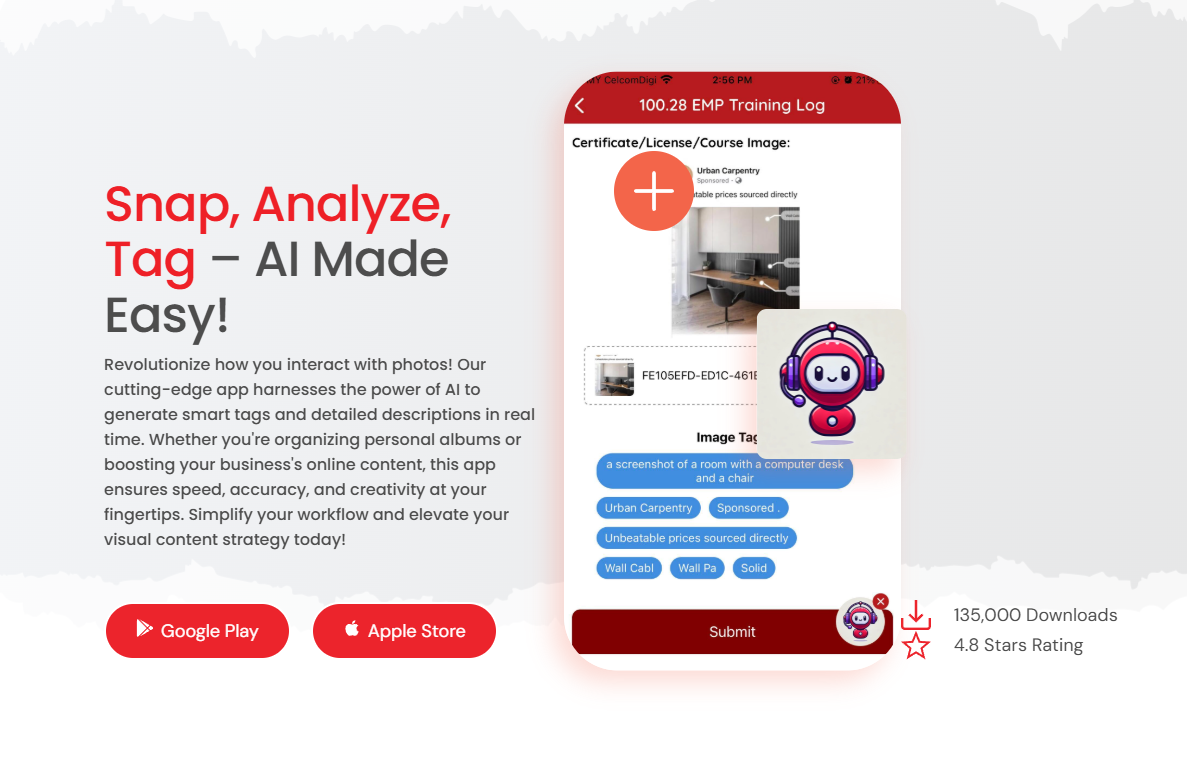 Snap, Analyze,
Tag – AI Made
Easy!
Revolutionize how you interact with photos! Our
cutting-edge app harnesses the power of AI to
generate smart tags and detailed descriptions in real
time. Whether you're organizing personal albums or
boosting your business's online content, this app
ensures speed, accuracy, and creativity at your
fingertips. Simplify your workflow and elevate your
visual content strategy today!
Google Play
Apple Store
MY CelcomDigi 2:56 PM 21%
100.28 EMP Training Log
Certificate/License/Course Image:
Urban Carpentry
Sponsored ·
prices sourced directly
FE105EFD-ED1C-461E
Image
a screenshot of a room with a computer desk
and a chair
Urban Carpentry
Sponsored .
Unbeatable prices sourced directly
Wall Cabl
Wall Pa
Solid
Submit
135,000 Downloads
4.8 Stars Rating